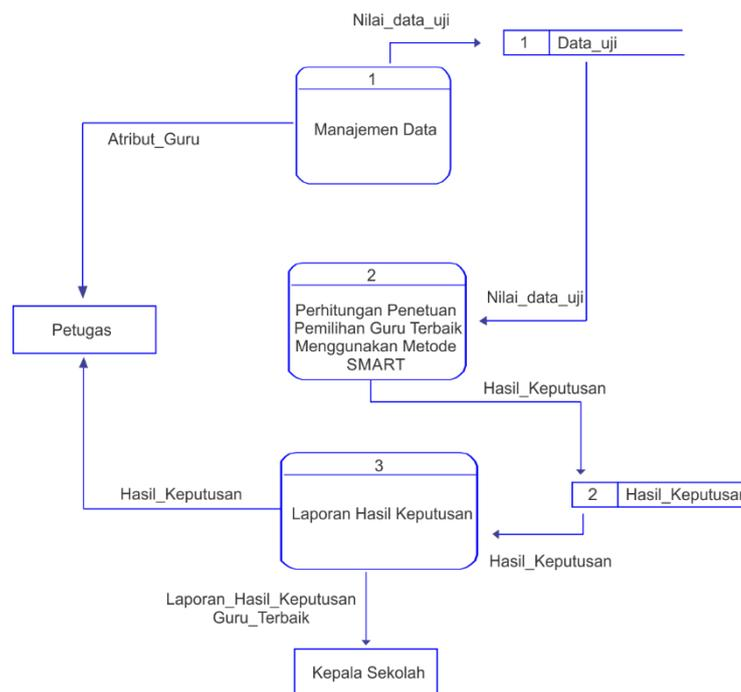 Nilai_data_uji
1 Data_uji
1
Manajemen Data
Atribut_Guru
2
Perhitungan Penetuan
Pemilihan Guru Terbaik
Menggunakan Metode
SMART
Nilai_data_uji
Petugas
Hasil_Keputusan
3
Laporan Hasil Keputusan
Hasil_Keputusan
2 Hasil_Keputusan
Hasil_Keputusan
Laporan_Hasil_Keputusan
Guru_Terbaik
Kepala Sekolah